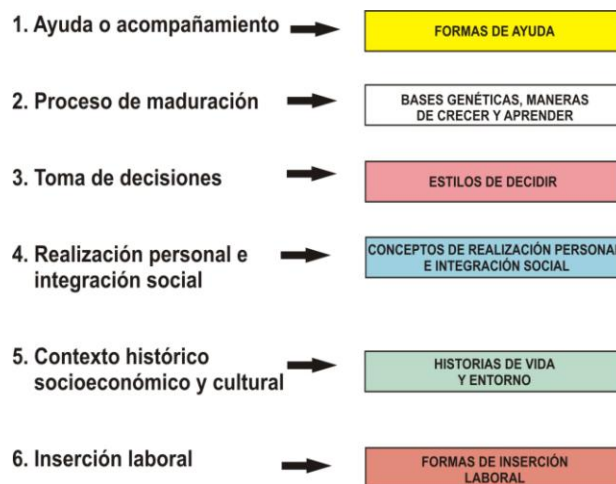 1. Ayuda o acompañamiento
FORMAS DE AYUDA
2. Proceso de maduración
BASES GENÉTICAS, MANERAS
DE CRECER Y APRENDER
3. Toma de decisiones
ESTILOS DE DECIDIR
4. Realización personal e
integración social
CONCEPTOS DE REALIZACIÓN PERSONAL
E INTEGRACIÓN SOCIAL
5. Contexto histórico
socioeconómico y cultural
HISTORIAS DE VIDA
Y ENTORNO
6. Inserción laboral
FORMAS DE INSERCIÓN
LABORAL